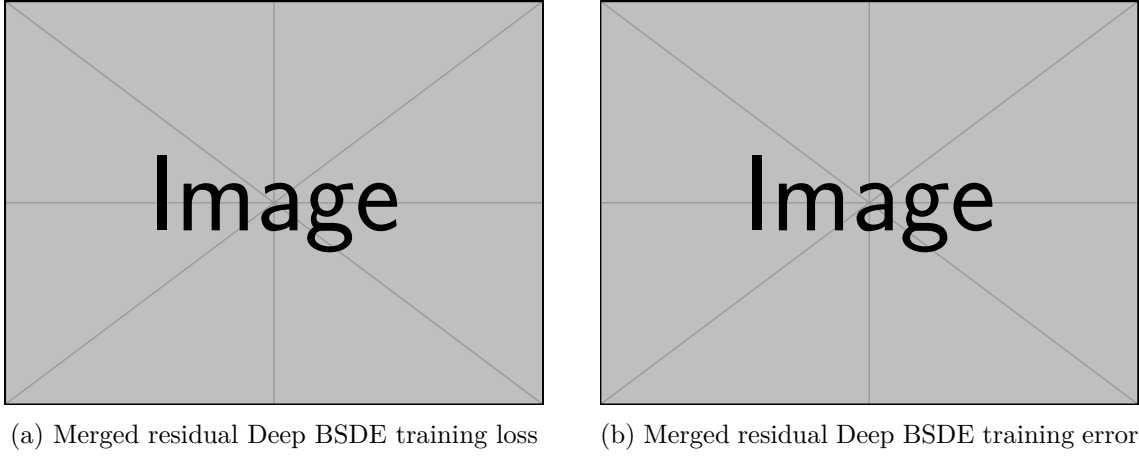 Image
Image
(a) Merged residual Deep BSDE training loss
(b) Merged residual Deep BSDE training error